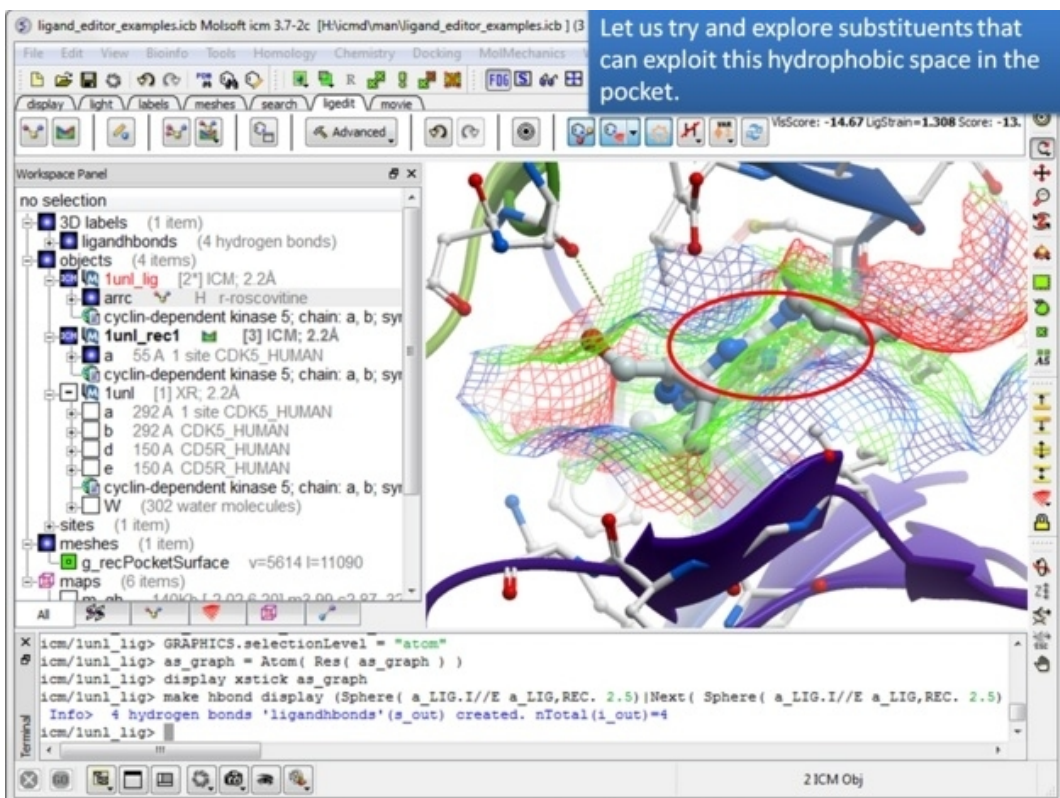 ligand_editor_examples.icb Molsoft icm 3.7-2c [H:\icmd\man\ligand_editor_examples.icb ] (3
Let us try and explore substituents that
can exploit this hydrophobic space in the
pocket.
File Edit View Bioinfo Tools Homology Chemistry Docking MolMechanics
FOG
display light labels meshes search ligedit movie
Advanced
VlsScore: -14.67 LigStrain=1.308 Score: -13.
Workspace Panel
no selection
3D labels (1 item)
ligandhbonds (4 hydrogen bonds)
objects (4 items)
ICM 1unl_lig [2*] ICM; 2.2Å
arrc H r-roscovitine
cyclin-dependent kinase 5; chain: a, b; syr
ICM 1unl_rec1 [3] ICM; 2.2Å
a 55 A 1 site CDK5_HUMAN
cyclin-dependent kinase 5; chain: a, b; syr
1unl [1] XR; 2.2Å
a 292 A 1 site CDK5_HUMAN
b 292 A CDK5_HUMAN
d 150 A CD5R_HUMAN
e 150 A CD5R_HUMAN
cyclin-dependent kinase 5; chain: a, b; syr
W (302 water molecules)
sites (1 item)
meshes (1 item)
g_recPocketSurface v=5614 l=11090
maps (6 items)
All
icm/1unl_lig> GRAPHICS.selectionLevel = "atom"
icm/1unl_lig> as_graph = Atom( Res( as_graph ) )
icm/1unl_lig> display xstick as_graph
icm/1unl_lig> make hbond display (Sphere( a_LIG.I//E a_LIG,REC. 2.5)|Next( Sphere( a_LIG.I//E a_LIG,REC. 2.5)
Info> 4 hydrogen bonds 'ligandhbonds'(s_out) created. nTotal(i_out)=4
icm/1unl_lig>
Terminal
GO
2 ICM Obj